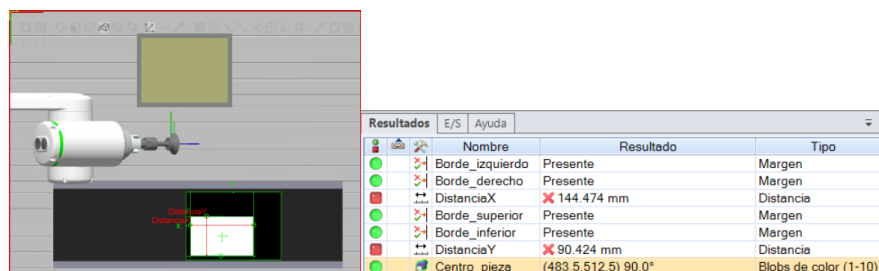 DistanciaY
DistanciaX
X
Resultados E/S Ayuda
Nombre Resultado Tipo
Borde_izquierdo Presente Margen
Borde_derecho Presente Margen
DistanciaX 144.474 mm Distancia
Borde_superior Presente Margen
Borde_inferior Presente Margen
DistanciaY 90.424 mm Distancia
Centro_pieza (483.5,512.5) 90.0° Blobs de color (1-10)